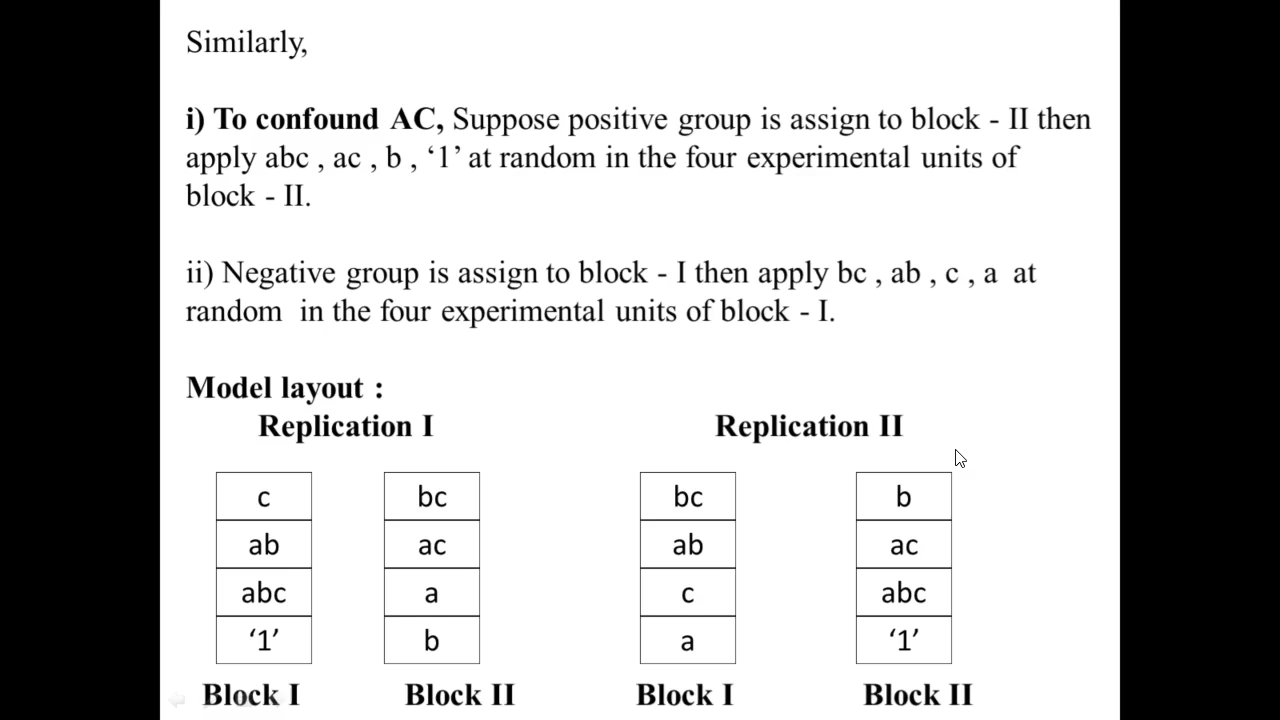 Similarly,
i) To confound AC, Suppose positive group is assign to block - II then
apply abc , ac , b , ‘1’ at random in the four experimental units of
block - II.
ii) Negative group is assign to block - I then apply bc , ab , c , a at
random in the four experimental units of block - I.
Model layout :
Replication I Replication II
c bc bc b
ab ac ab ac
abc a c abc
‘1’ b a ‘1’
Block I Block II Block I Block II